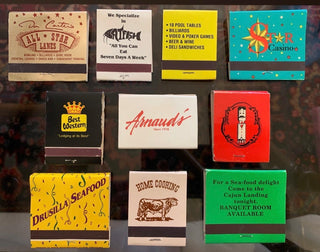 ALL ★ STAR
LANES
We Specialize
in
CATFISH
"All You Can
Eat
Seven Days A Week"
• 10 POOL TABLES
• BILLIARDS
• VIDEO & POKER GAMES
• BEER & WINE
• DELI SANDWICHES
STAR
Casino
Best
Western
Arnaud's
DRUSILLA SEAFOOD
HOME COOKING
For a Sea-food delight
Come to the
Cajun Landing
tonight.
BANQUET ROOM
AVAILABLE